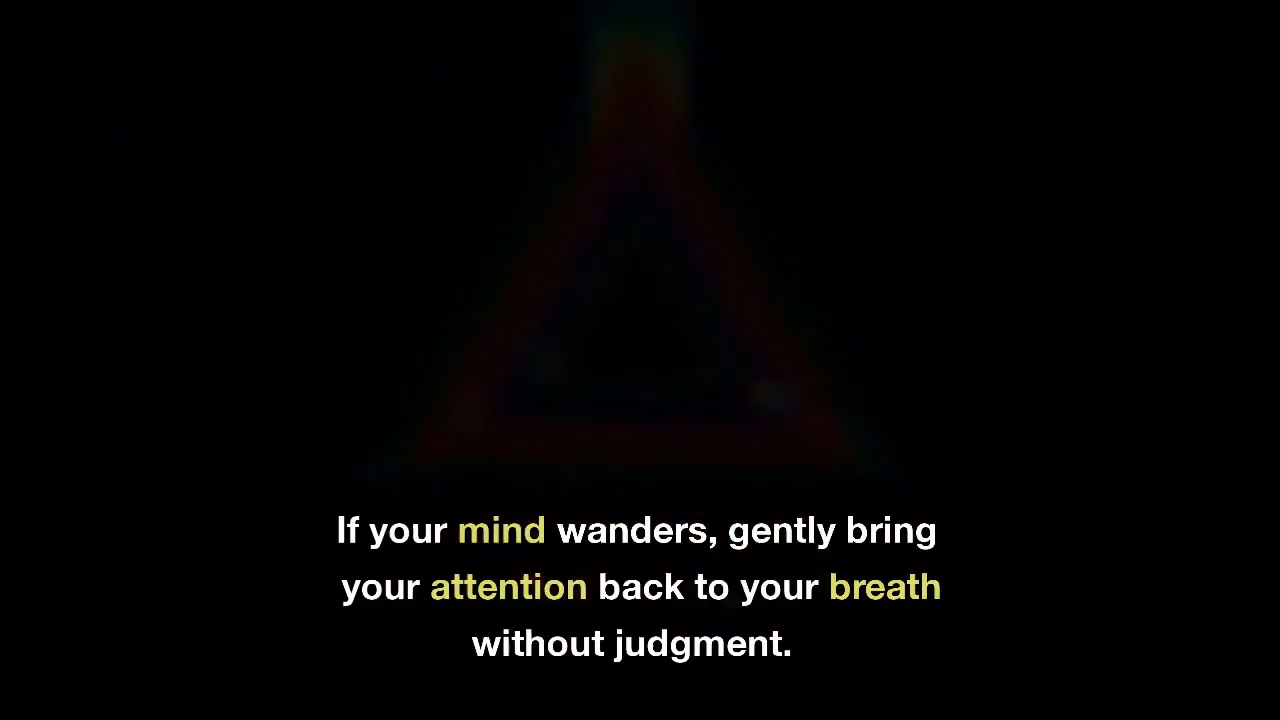 If your mind wanders, gently bring
your attention back to your breath
without judgment.